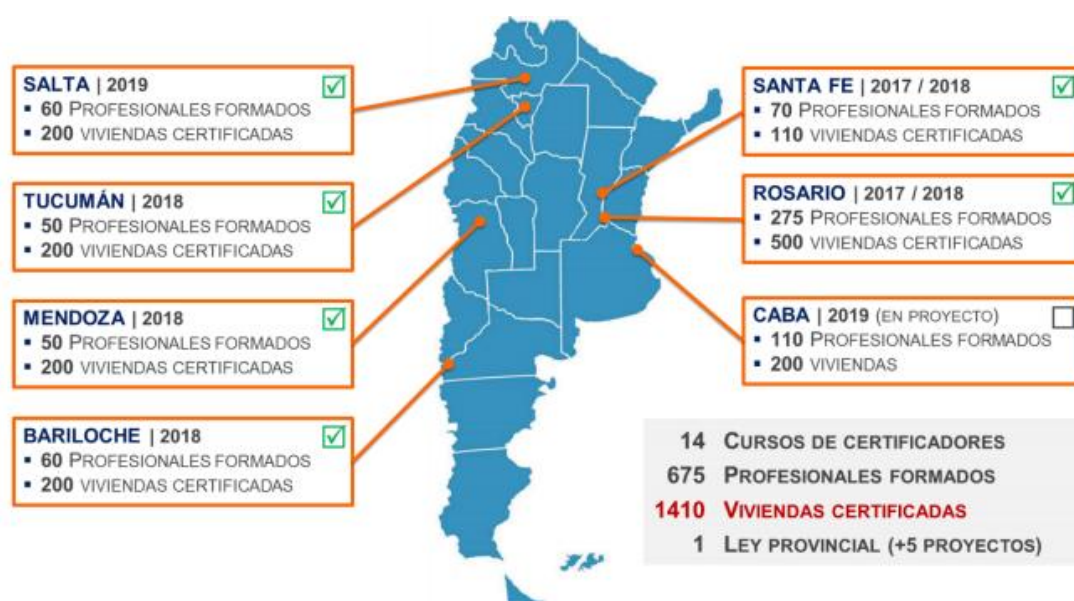 SALTA | 2019
▪ 60 PROFESIONALES FORMADOS
▪ 200 VIVIENDAS CERTIFICADAS
TUCUMÁN | 2018
▪ 50 PROFESIONALES FORMADOS
▪ 200 VIVIENDAS CERTIFICADAS
MENDOZA | 2018
▪ 50 PROFESIONALES FORMADOS
▪ 200 VIVIENDAS CERTIFICADAS
BARILOCHE | 2018
▪ 60 PROFESIONALES FORMADOS
▪ 200 VIVIENDAS CERTIFICADAS
SANTA FE | 2017 / 2018
▪ 70 PROFESIONALES FORMADOS
▪ 110 VIVIENDAS CERTIFICADAS
ROSARIO | 2017 / 2018
▪ 275 PROFESIONALES FORMADOS
▪ 500 VIVIENDAS CERTIFICADAS
CABA | 2019 (EN PROYECTO)
▪ 110 PROFESIONALES FORMADOS
▪ 200 VIVIENDAS
14 CURSOS DE CERTIFICADORES
675 PROFESIONALES FORMADOS
1410 VIVIENDAS CERTIFICADAS
1 LEY PROVINCIAL (+5 PROYECTOS)